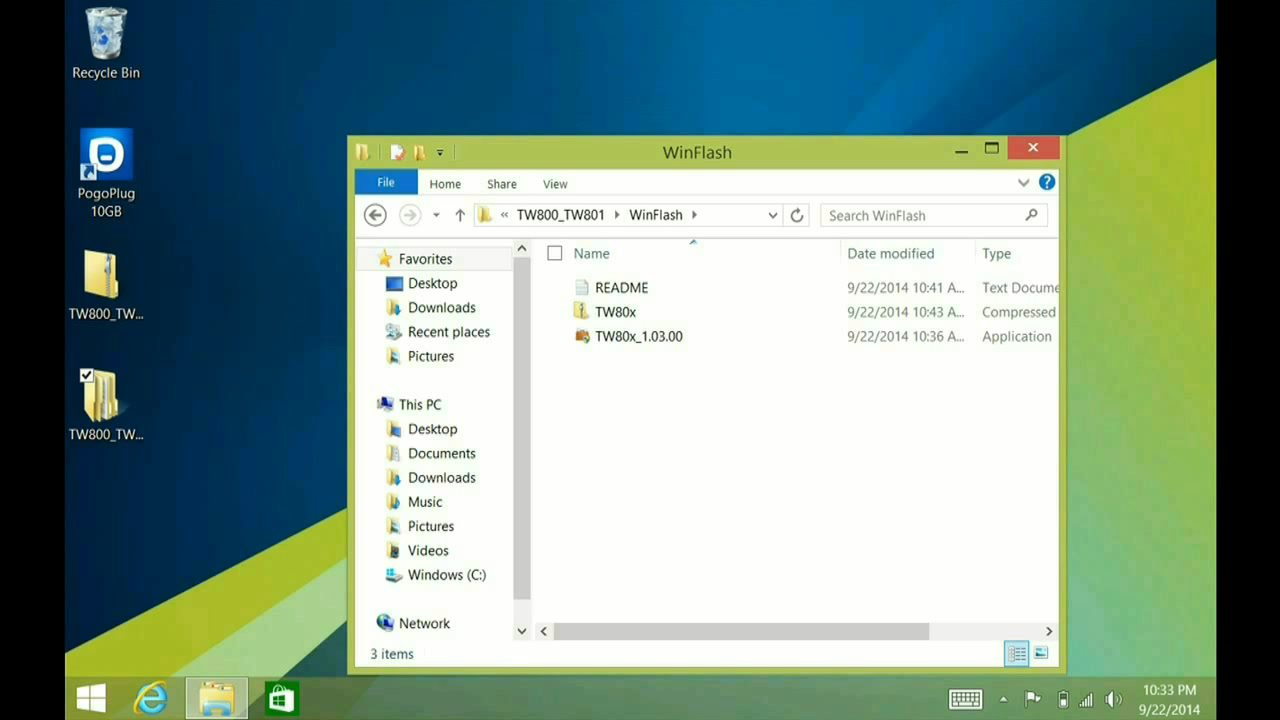 Recycle Bin
PogoPlug
10GB
TW800_TW...
TW800_TW...
WinFlash
File
Home
Share
View
«
TW800_TW801
WinFlash
Search WinFlash
Favorites
Desktop
Downloads
Recent places
Pictures
This PC
Desktop
Documents
Downloads
Music
Pictures
Videos
Windows (C:)
Network
Name
Date modified
Type
README
9/22/2014 10:41 A...
Text Docume
TW80x
9/22/2014 10:43 A...
Compressed
TW80x_1.03.00
9/22/2014 10:36 A...
Application
3 items
10:33 PM
9/22/2014